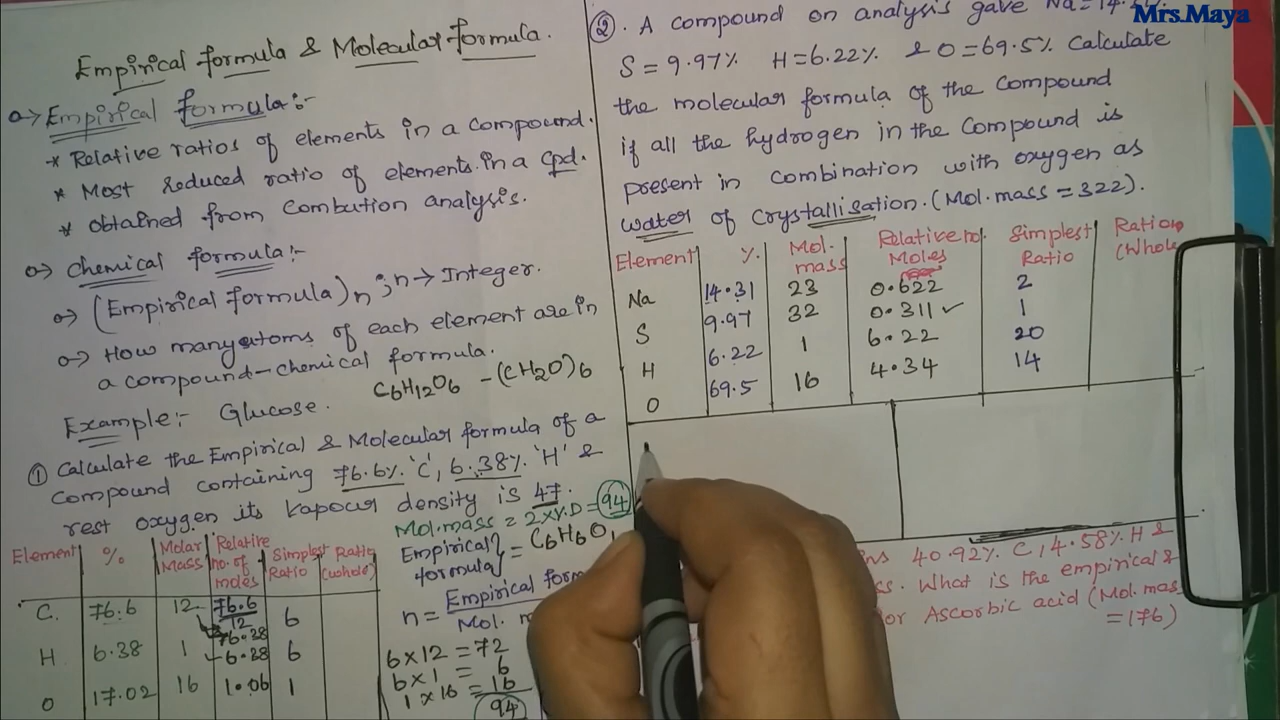 Mrs.Maya
Empirical formula & Molecular formula.
Empirical formula:-
* Relative ratios of elements in a compound.
* Most reduced ratio of elements in a cpd.
* obtained from Combution analysis.
Chemical formula:-
(Empirical formula)n ; n → Integer.
How many atoms of each element are in
a compound - chemical formula.
C6H12O6 - (CH2O)6
Example:- Glucose.
① Calculate the Empirical & Molecular formula of a
Compound containing 76.6% 'C', 6.38% 'H' &
rest oxygen its vapour density is 47.
Mol.mass = 2 x V.D = 94
Element % Molar Mass Relative no. of moles Simplest Ratio Ratio (whole)
C. 76.6 12 76.6/12 6
H 6.38 1 6.38 6
O 17.02 16 1.06 1
Empirical formula = C6H6O1
n = Empirical form
Mol. m
6 x 12 = 72
6 x 1 = 6
1 x 16 = 16
94
②. A compound on analysis gave Na = 14.
S = 9.97% H = 6.22% & O = 69.5% Calculate
the molecular formula of the compound
if all the hydrogen in the Compound is
present in combination with oxygen as
water of crystallisation. (Mol.mass = 322).
Element % Mol. mass Relative no. Moles Simplest Ratio Ration (Whole
Na 14.31 23 0.622 2
S 9.97 32 0.311 ✓ 1
H 6.22 1 6.22 20
O 69.5 16 4.34 14
ns 40.92% C, 4.58% H &
ss. What is the empirical &
or Ascorbic acid (Mol. mas
= 176)